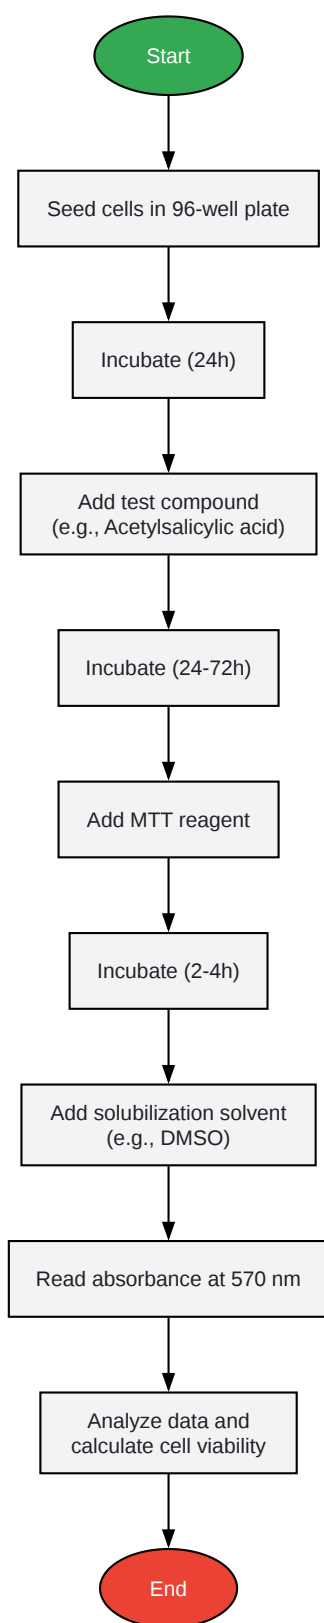 Start
Seed cells in 96-well plate
Incubate (24h)
Add test compound
(e.g., Acetylsalicylic acid)
Incubate (24-72h)
Add MTT reagent
Incubate (2-4h)
Add solubilization solvent
(e.g., DMSO)
Read absorbance at 570 nm
Analyze data and
calculate cell viability
End